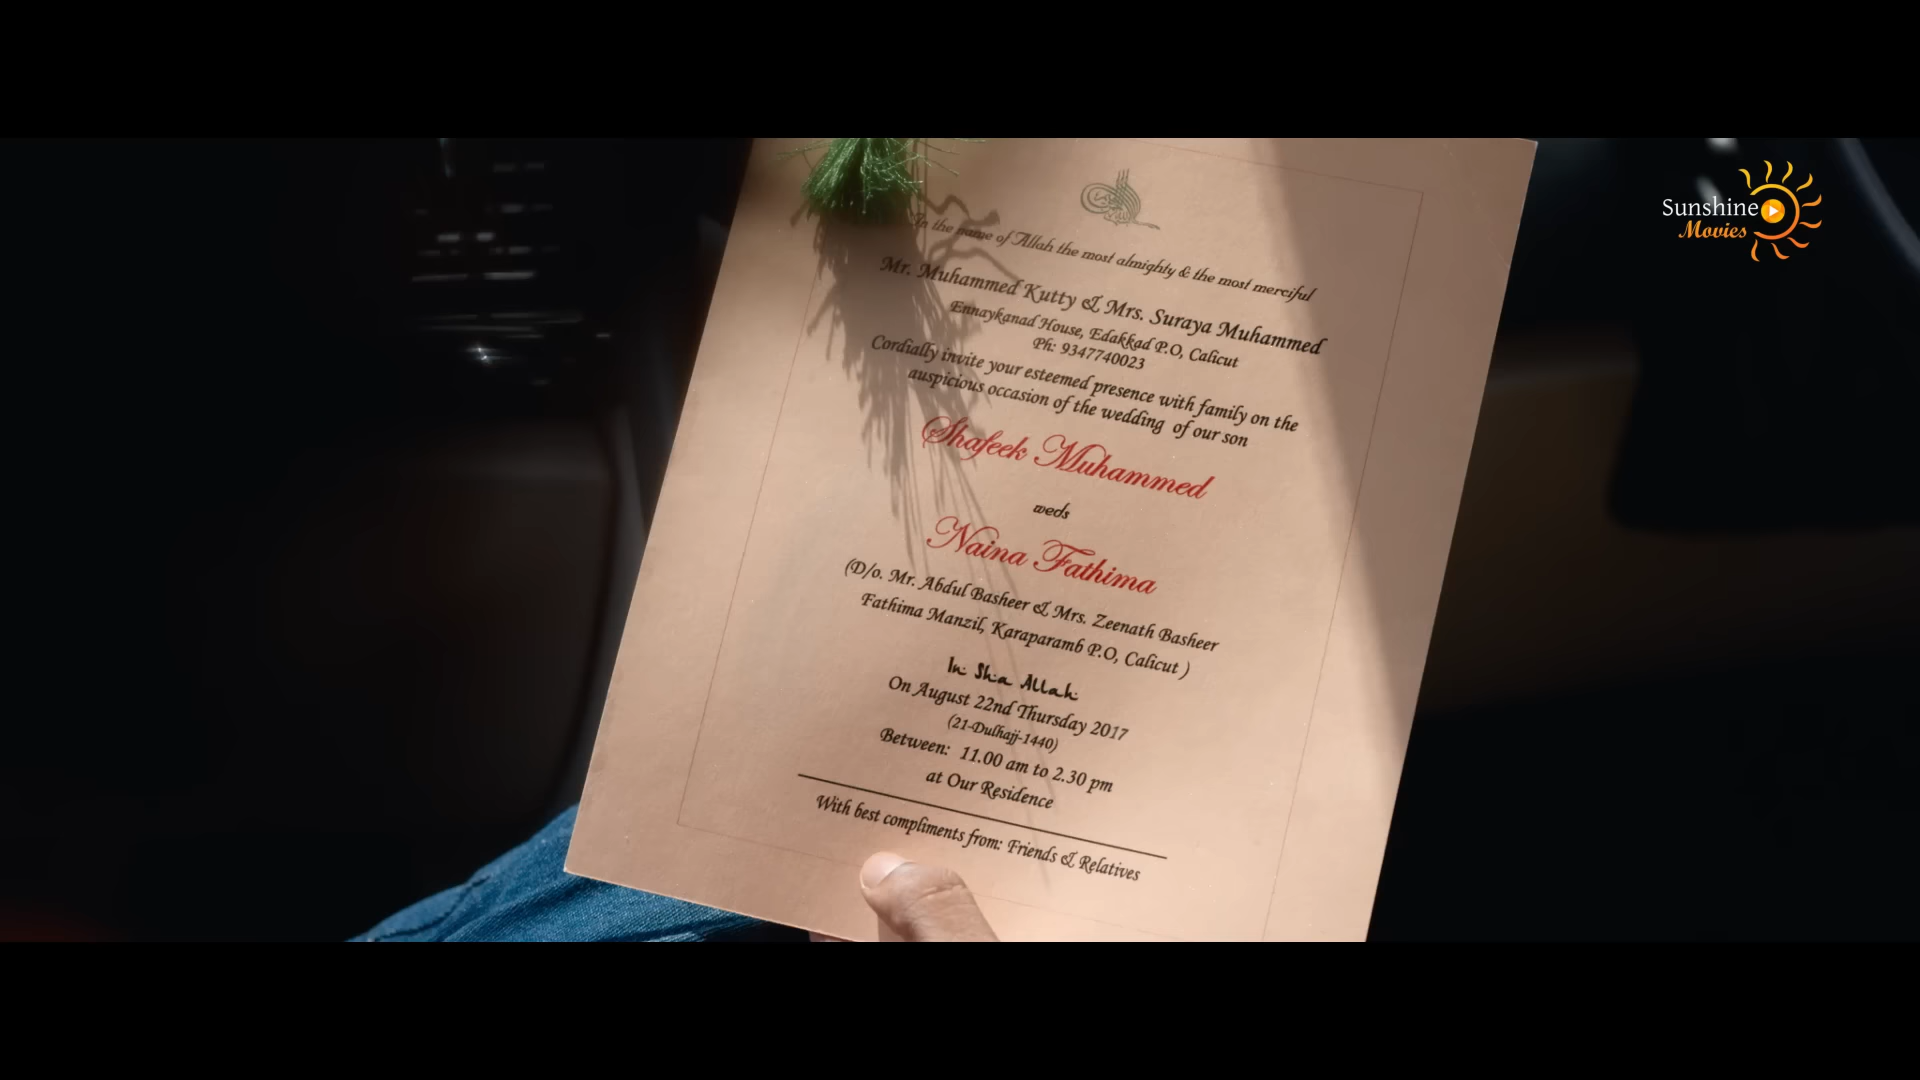 In the name of Allah the most almighty & the most merciful
Mr. Muhammed Kutty & Mrs. Suraya Muhammed
Ennaykanad House, Edakkad P.O, Calicut
Ph: 9347740023
Cordially invite your esteemed presence with family on the
auspicious occasion of the wedding of our son
Shafeek Muhammed
weds
Naina Fathima
(D/o. Mr. Abdul Basheer & Mrs. Zeenath Basheer
Fathima Manzil, Karaparamb P.O, Calicut )
In Sha Allah
On August 22nd Thursday 2017
(21-Dulhajj-1440)
Between: 11.00 am to 2.30 pm
at Our Residence
With best compliments from: Friends & Relatives
Sunshine
Movies